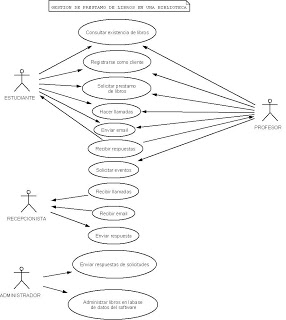 GESTION DE PRESTAMO DE LIBROS EN UNA BIBLIOTECA
Consultar existencia de libros
Registrarse como cliente
Solicitar prestamo
de libros
Hacer llamadas
Enviar email
Recibir respuestas
Solicitar eventos
Recibir llamadas
Recibir email
Enviar respuesta
Enviar respuestas de solicitudes
Administrar libros en labase
de datos del software
ESTUDIANTE
PROFESOR
RECEPCIONISTA
ADMINISTRADOR